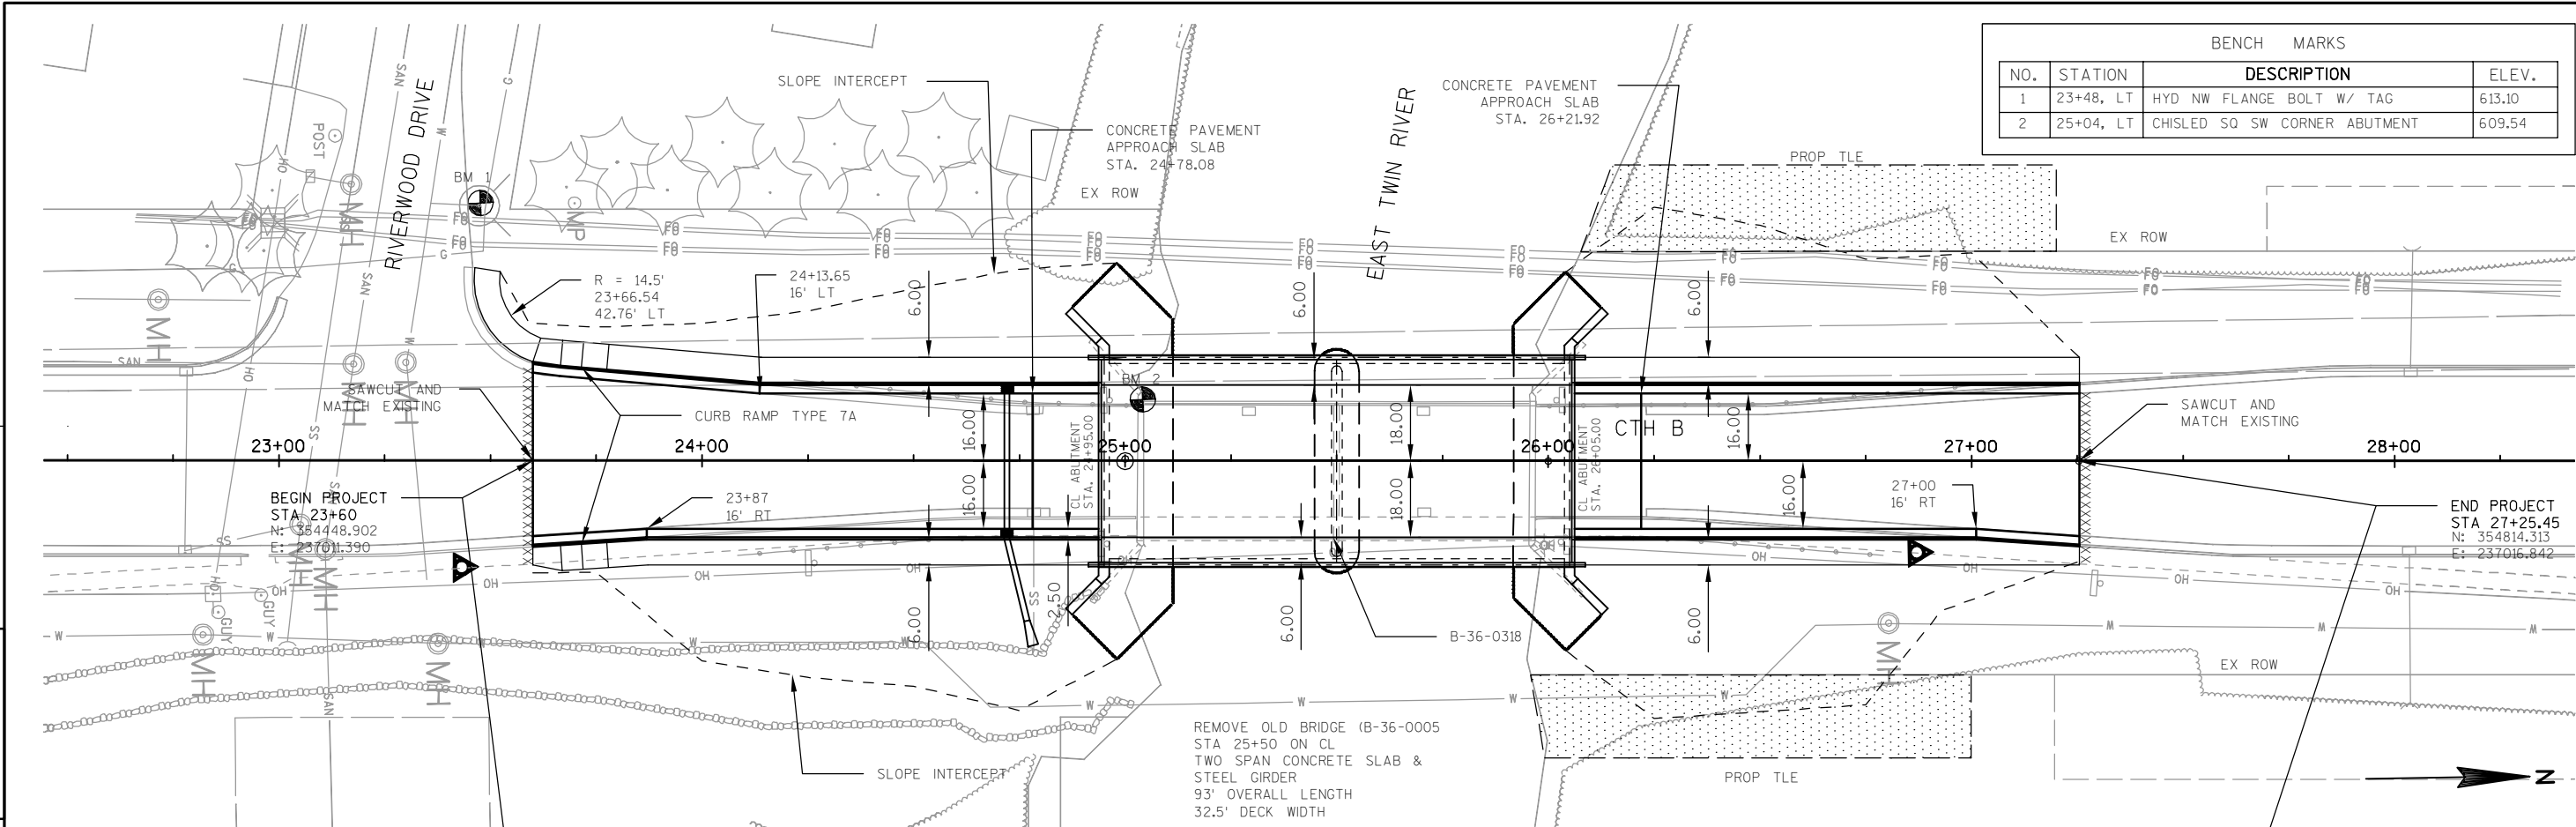 BENCH MARKS
NO. STATION DESCRIPTION ELEV.
1 23+48, LT HYD NW FLANGE BOLT W/ TAG 613.10
2 25+04, LT CHISLED SQ SW CORNER ABUTMENT 609.54
SLOPE INTERCEPT
CONCRETE PAVEMENT
APPROACH SLAB
STA. 24+78.08
CONCRETE PAVEMENT
APPROACH SLAB
STA. 26+21.92
RIVERWOOD DRIVE
EAST TWIN RIVER
PROP TLE
EX ROW
EX ROW
POST
BM 1
MP
MH
R = 14.5'
23+66.54
42.76' LT
24+13.65
16' LT
6.00
6.00
6.00
SAWCUT AND
MATCH EXISTING
CURB RAMP TYPE 7A
BM 2
16.00
18.00
16.00
CL ABUTMENT
STA. 24+95.00
CL ABUTMENT
STA. 26+05.00
CTH B
SAWCUT AND
MATCH EXISTING
23+00
24+00
25+00
26+00
27+00
28+00
BEGIN PROJECT
STA 23+60
N: 354448.902
E: 237011.390
23+87
16' RT
16.00
18.00
16.00
27+00
16' RT
END PROJECT
STA 27+25.45
N: 354814.313
E: 237016.842
2.50
6.00
6.00
6.00
B-36-0318
GUY
GUY
MH
MH
MH
EX ROW
REMOVE OLD BRIDGE (B-36-0005
STA 25+50 ON CL
TWO SPAN CONCRETE SLAB &
STEEL GIRDER
93' OVERALL LENGTH
32.5' DECK WIDTH
SLOPE INTERCEPT
PROP TLE
N